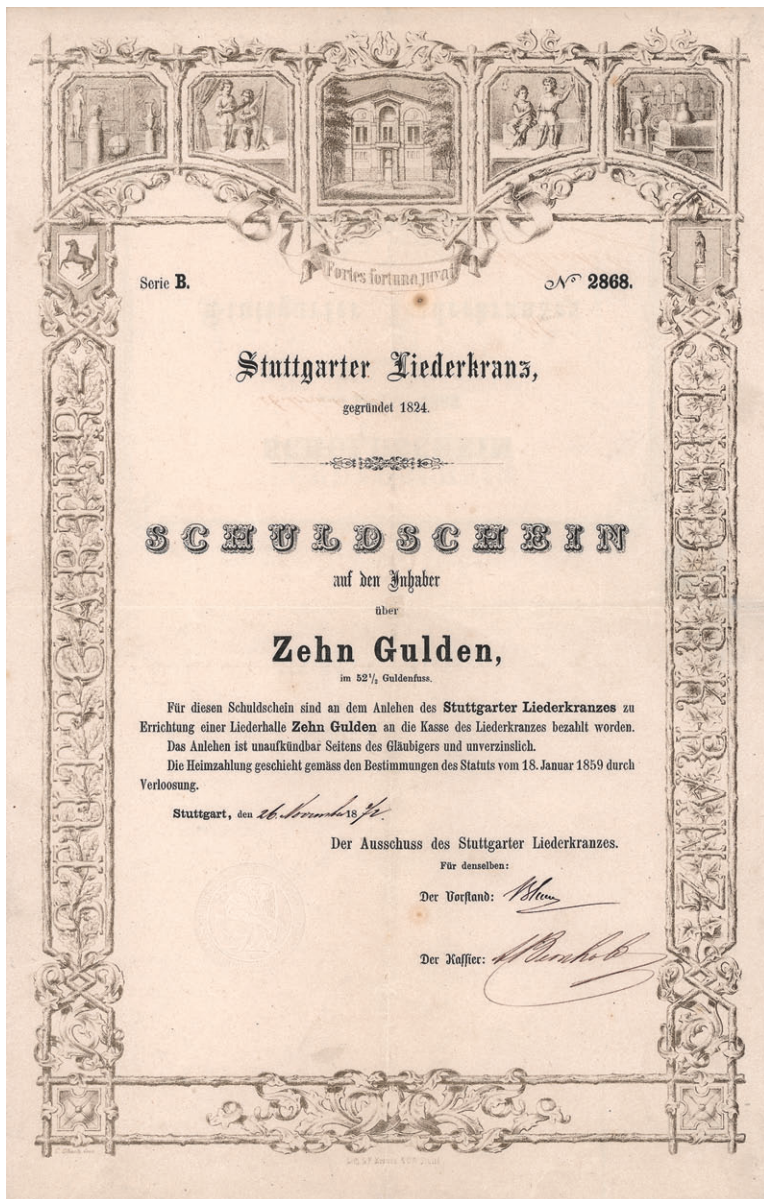 Fortes fortuna juvat
Serie B.
No 2868.
Stuttgarter Liederkranz,
gegründet 1824.
SCHULDSCHEIN
auf den Inhaber
über
Zehn Gulden,
im 52½ Guldenfuss.
Für diesen Schuldschein sind an dem Anlehen des Stuttgarter Liederkranzes zu
Errichtung einer Liederhalle Zehn Gulden an die Kasse des Liederkranzes bezahlt worden.
Das Anlehen ist unaufkündbar Seitens des Gläubigers und unverzinslich.
Die Heimzahlung geschieht gemäss den Bestimmungen des Statuts vom 18. Januar 1859 durch
Verloosung.
Stuttgart, den 26. November 1872.
Der Ausschuss des Stuttgarter Liederkranzes.
Für denselben:
Der Vorstand:
Der Kassier:
STUTTGARTER
LIEDERKRANZ